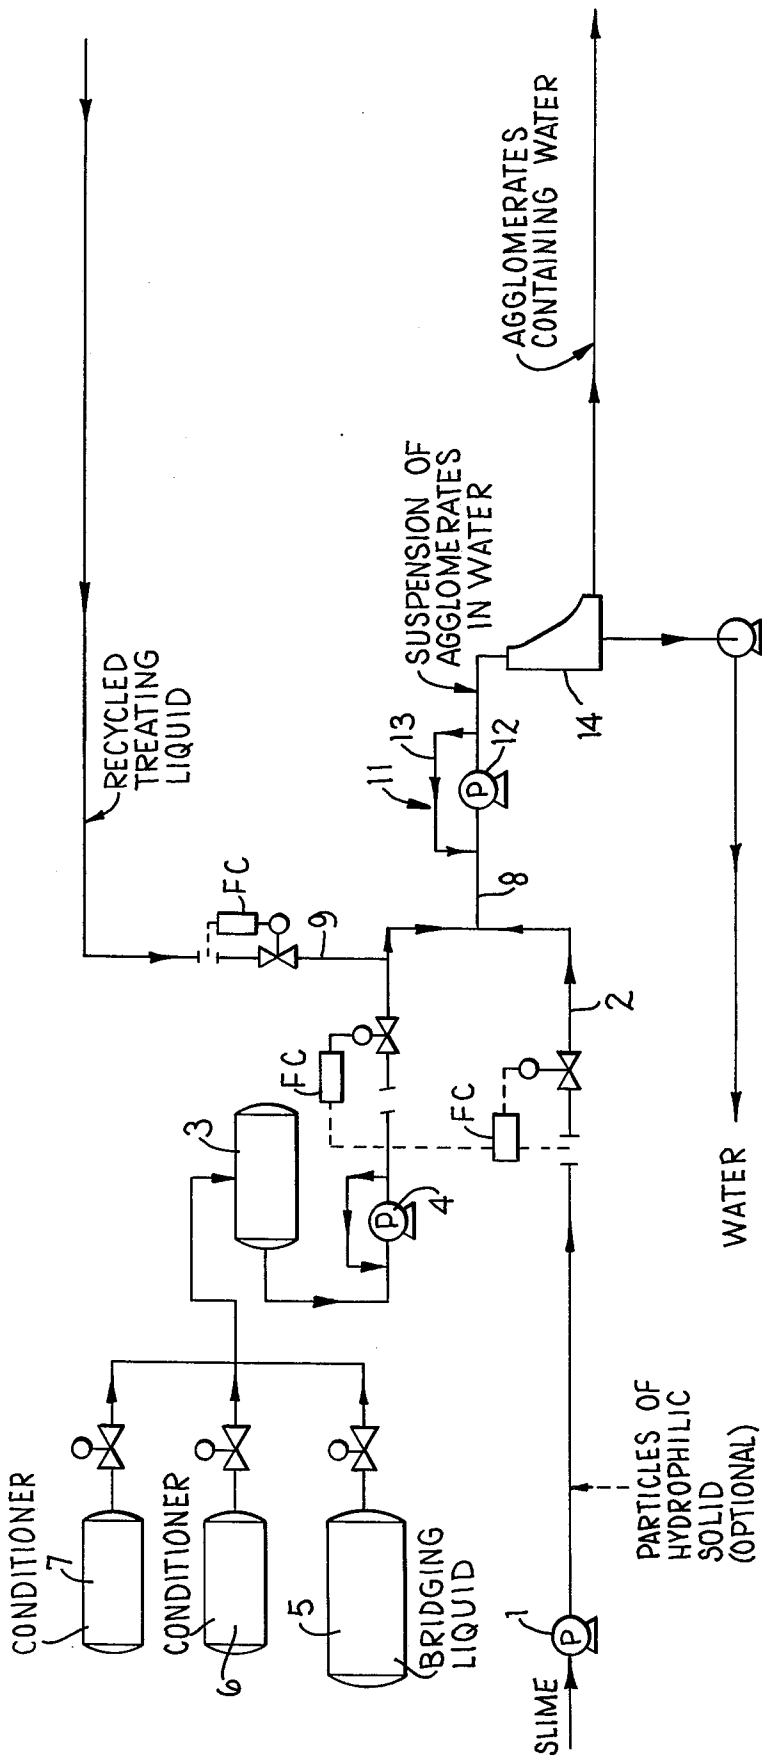 CONDITIONER
7
CONDITIONER
6
5
BRIDGING
LIQUID
SLIME
1
P
PARTICLES OF
HYDROPHILIC
SOLID
(OPTIONAL)
3
4
P
FC
FC
2
FC
9
RECYCLED
TREATING
LIQUID
8
11
13
12
P
SUSPENSION OF
AGGLOMERATES
IN WATER
14
AGGLOMERATES
CONTAINING WATER
WATER